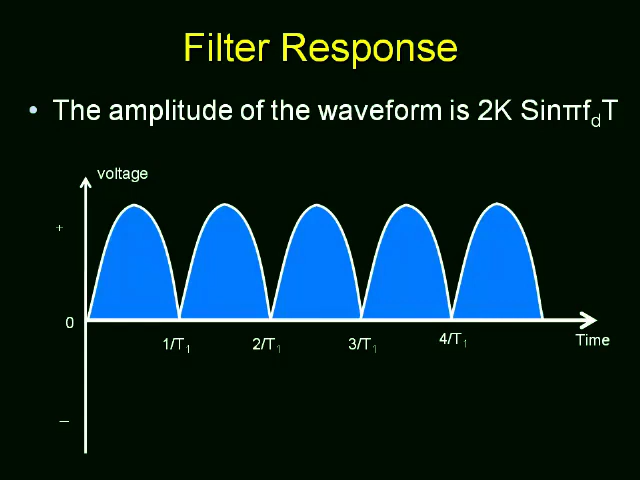 Filter Response
• The amplitude of the waveform is 2K Sinπf_dT
voltage
+
0
1/T₁ 2/T₁ 3/T₁ 4/T₁
Time
–